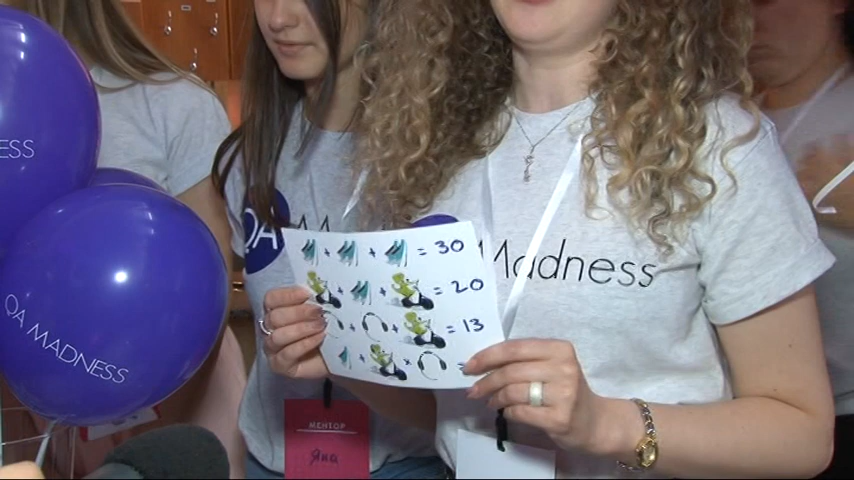 ESS
QA MADNESS
QA M
Madness
+ + = 30
+ + = 20
+ + = 13
+ × =
МЕНТОР
Яна